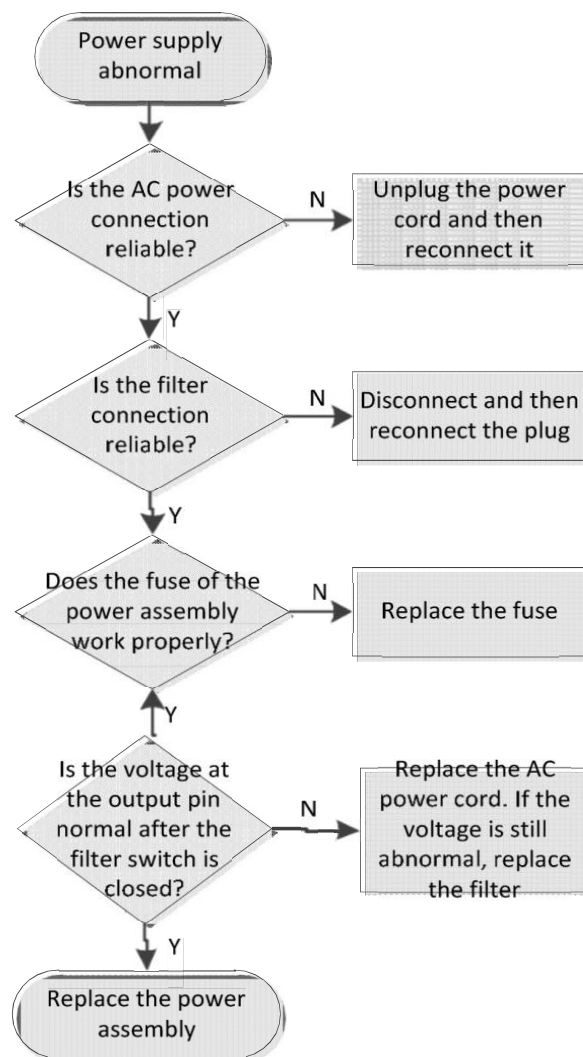 Power supply
abnormal
Is the AC power
connection
reliable?
N
Unplug the power
cord and then
reconnect it
Y
Is the filter
connection
reliable?
N
Disconnect and then
reconnect the plug
Y
Does the fuse of the
power assembly
work properly?
N
Replace the fuse
Y
Is the voltage at
the output pin
normal after the
filter switch is
closed?
N
Replace the AC
power cord. If the
voltage is still
abnormal, replace
the filter
Y
Replace the power
assembly